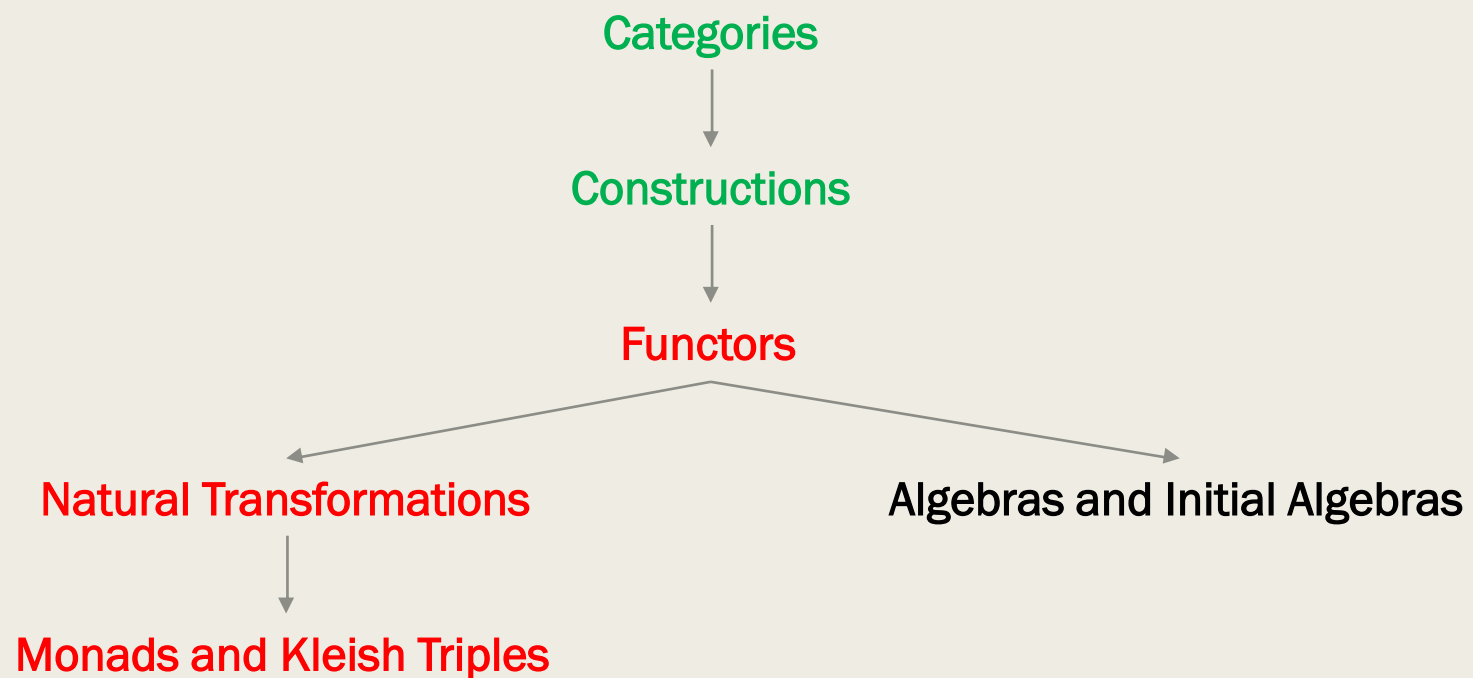 Categories
Constructions
Functors
Natural Transformations
Algebras and Initial Algebras
Monads and Kleish Triples